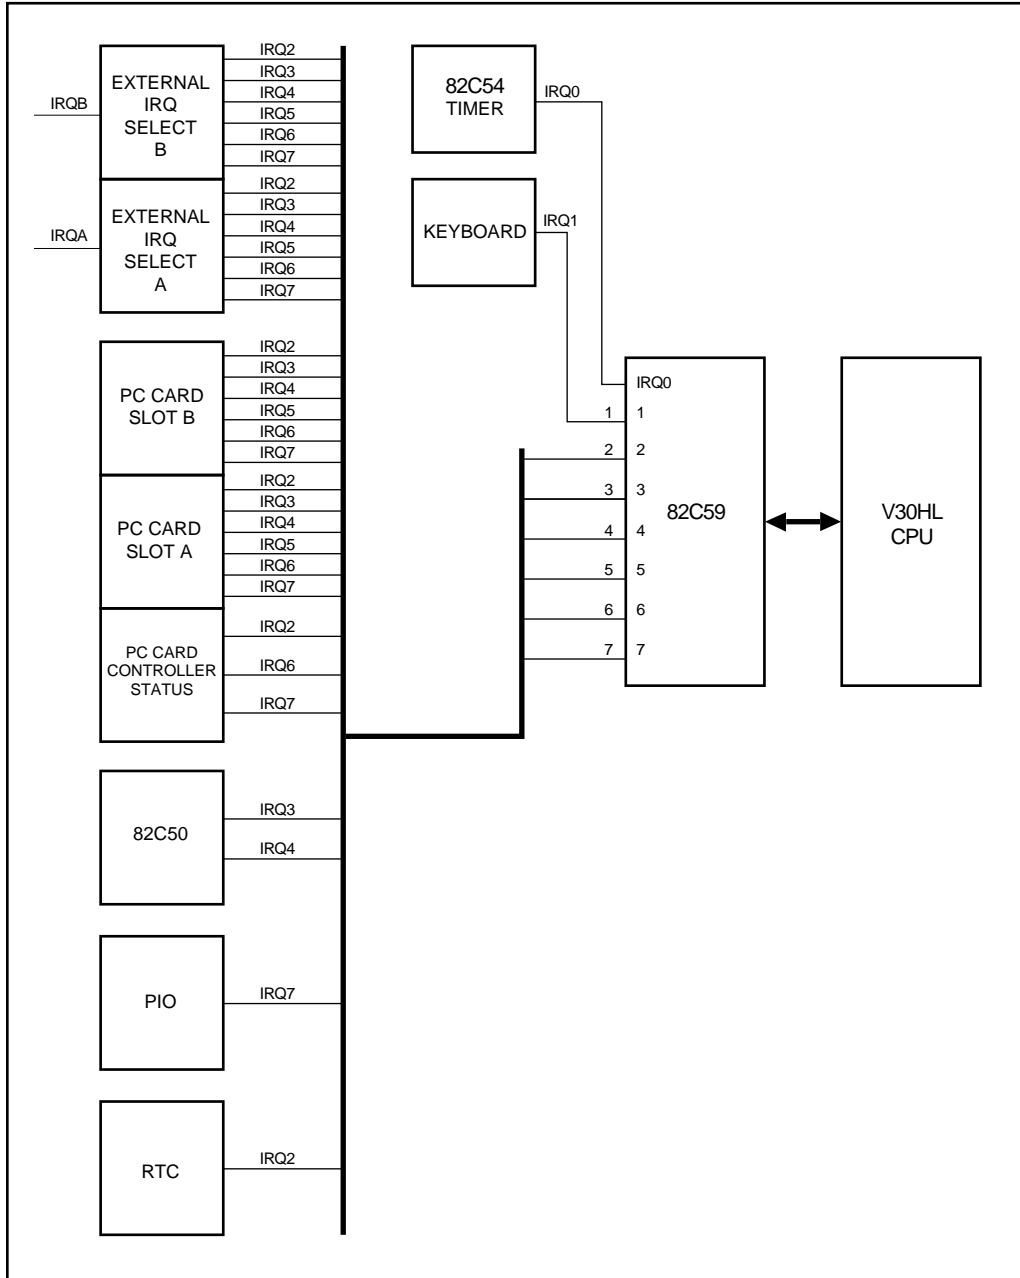 IRQB
EXTERNAL
IRQ
SELECT
B
IRQ2
IRQ3
IRQ4
IRQ5
IRQ6
IRQ7
IRQA
EXTERNAL
IRQ
SELECT
A
IRQ2
IRQ3
IRQ4
IRQ5
IRQ6
IRQ7
PC CARD
SLOT B
IRQ2
IRQ3
IRQ4
IRQ5
IRQ6
IRQ7
PC CARD
SLOT A
IRQ2
IRQ3
IRQ4
IRQ5
IRQ6
IRQ7
PC CARD
CONTROLLER
STATUS
IRQ2
IRQ6
IRQ7
82C50
IRQ3
IRQ4
PIO
IRQ7
RTC
IRQ2
82C54
TIMER
IRQ0
KEYBOARD
IRQ1
IRQ0
1 1
2 2
3 3
4 4
5 5
6 6
7 7
82C59
V30HL
CPU